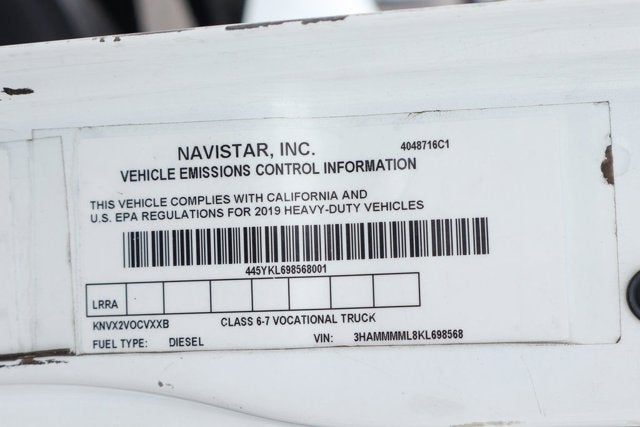 NAVISTAR, INC. 4048716C1
VEHICLE EMISSIONS CONTROL INFORMATION
THIS VEHICLE COMPLIES WITH CALIFORNIA AND
U.S. EPA REGULATIONS FOR 2019 HEAVY-DUTY VEHICLES
445YKL698568001
LRRA
KNVX2VOCVXXB CLASS 6-7 VOCATIONAL TRUCK
FUEL TYPE: DIESEL VIN: 3HAMMMML8KL698568